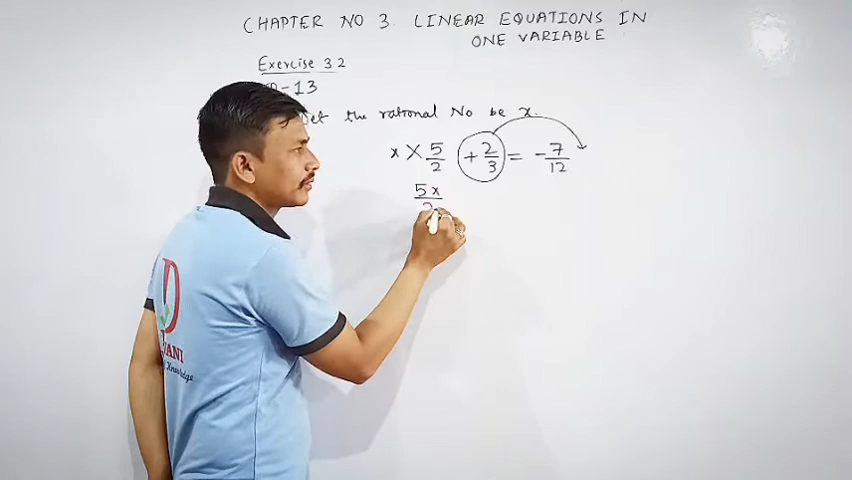 CHAPTER NO 3. LINEAR EQUATIONS IN
ONE VARIABLE
Exercise 3.2
-13
the rational No be x.
x × 5/2 + 2/3 = -7/12
5x
D
Knowledge